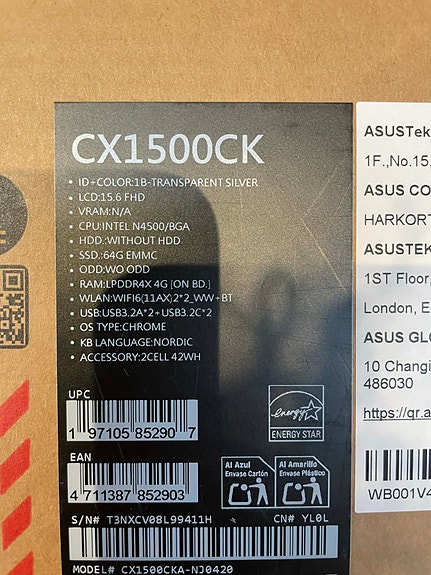 CX1500CK
• ID+COLOR:1B-TRANSPARENT SILVER
• LCD:15.6 FHD
• VRAM:N/A
• CPU:INTEL N4500/BGA
• HDD.:WITHOUT HDD
• SSD.:64G EMMC
• ODD:WO ODD
• RAM:LPDDR4X 4G [ON BD.]
• WLAN:WIFI6(11AX)2*2_WW+BT
• USB:USB3.2A*2+USB3.2C*2
• OS TYPE:CHROME
• KB LANGUAGE:NORDIC
• ACCESSORY:2CELL 42WH
UPC
1 97105 85290 7
energy
ENERGY STAR
EAN
4 711387 852903
Al Azul
Envase Cartón
Al Amarillo
Envase Plástico
S/N# T3NXCV08L99411H CN# YL0L
MODEL# CX1500CKA-NJ0420
ASUSTek
1F.,No.15,
ASUS CO
HARKORT
ASUSTEK
1ST Floor,
London, E
ASUS GLO
10 Changi
486030
https://qr.a
WB001V4